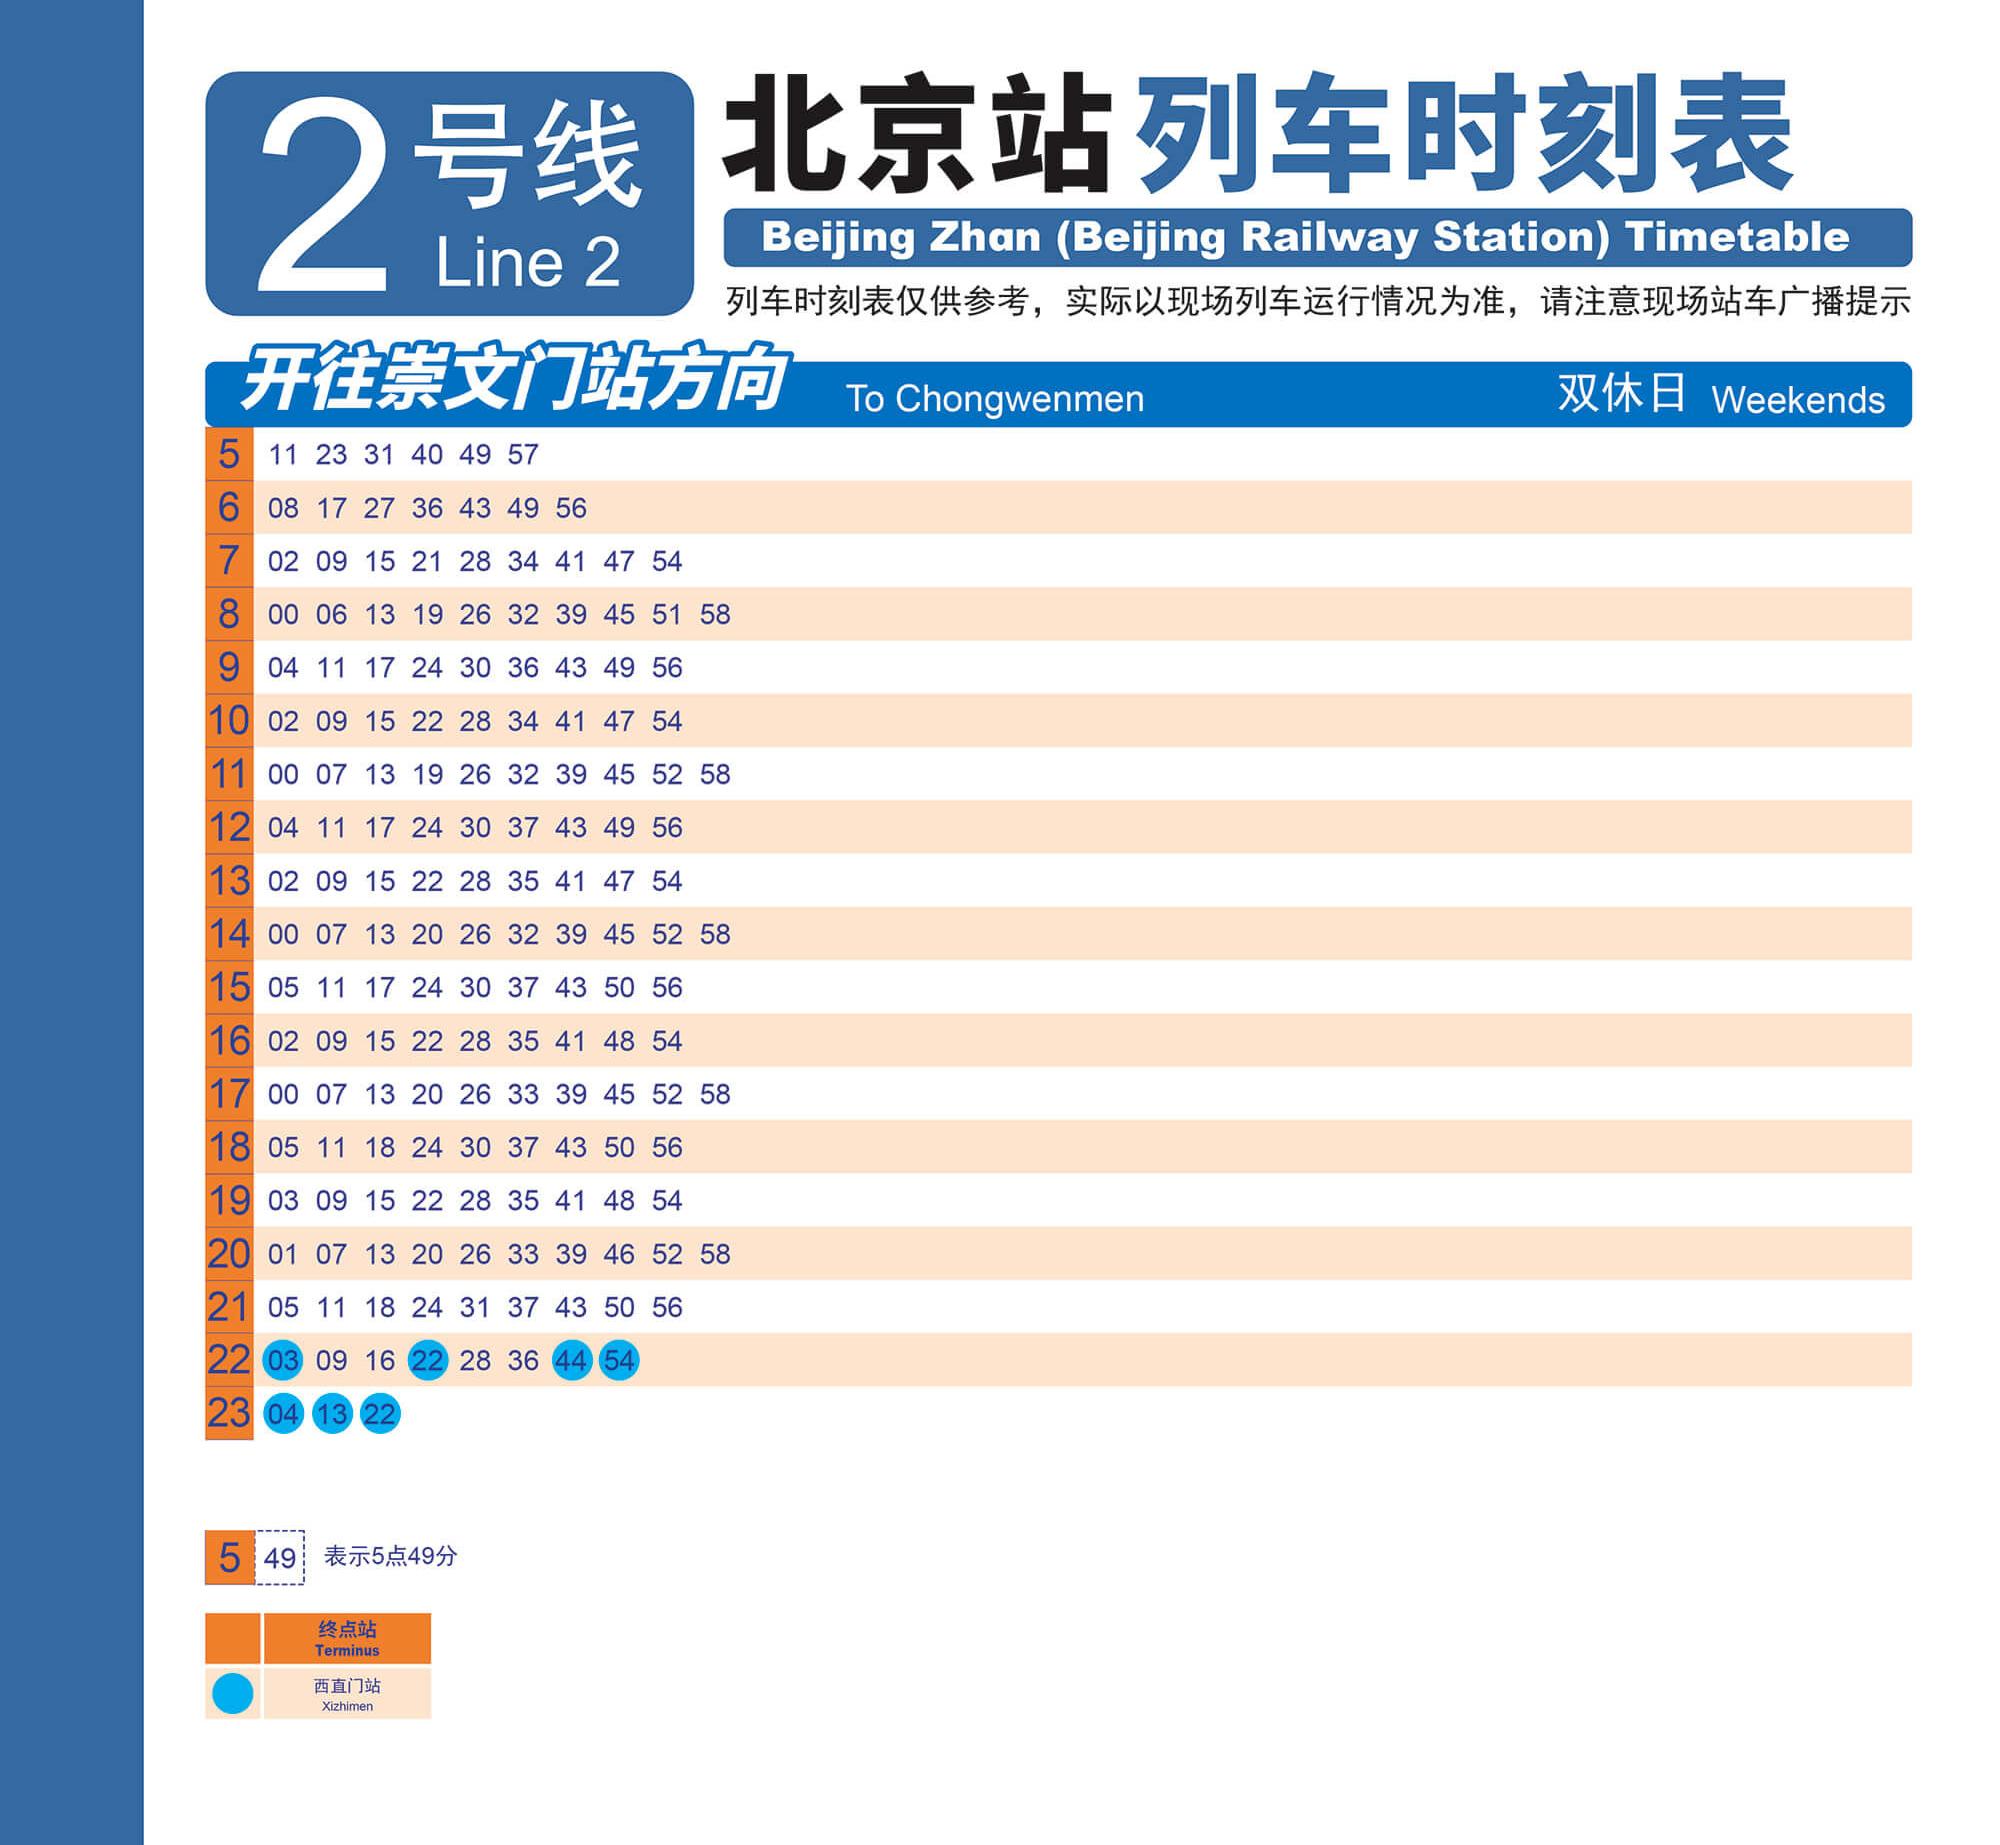 2号线
Line 2
北京站列车时刻表
Beijing Zhan (Beijing Railway Station) Timetable
列车时刻表仅供参考，实际以现场列车运行情况为准，请注意现场站车广播提示
开往崇文门站方向 To Chongwenmen 双休日 Weekends
5 11 23 31 40 49 57
6 08 17 27 36 43 49 56
7 02 09 15 21 28 34 41 47 54
8 00 06 13 19 26 32 39 45 51 58
9 04 11 17 24 30 36 43 49 56
10 02 09 15 22 28 34 41 47 54
11 00 07 13 19 26 32 39 45 52 58
12 04 11 17 24 30 37 43 49 56
13 02 09 15 22 28 35 41 47 54
14 00 07 13 20 26 32 39 45 52 58
15 05 11 17 24 30 37 43 50 56
16 02 09 15 22 28 35 41 48 54
17 00 07 13 20 26 33 39 45 52 58
18 05 11 18 24 30 37 43 50 56
19 03 09 15 22 28 35 41 48 54
20 01 07 13 20 26 33 39 46 52 58
21 05 11 18 24 31 37 43 50 56
22 03 09 16 22 28 36 44 54
23 04 13 22
5 49 表示5点49分
终点站
Terminus
西直门站
Xizhimen